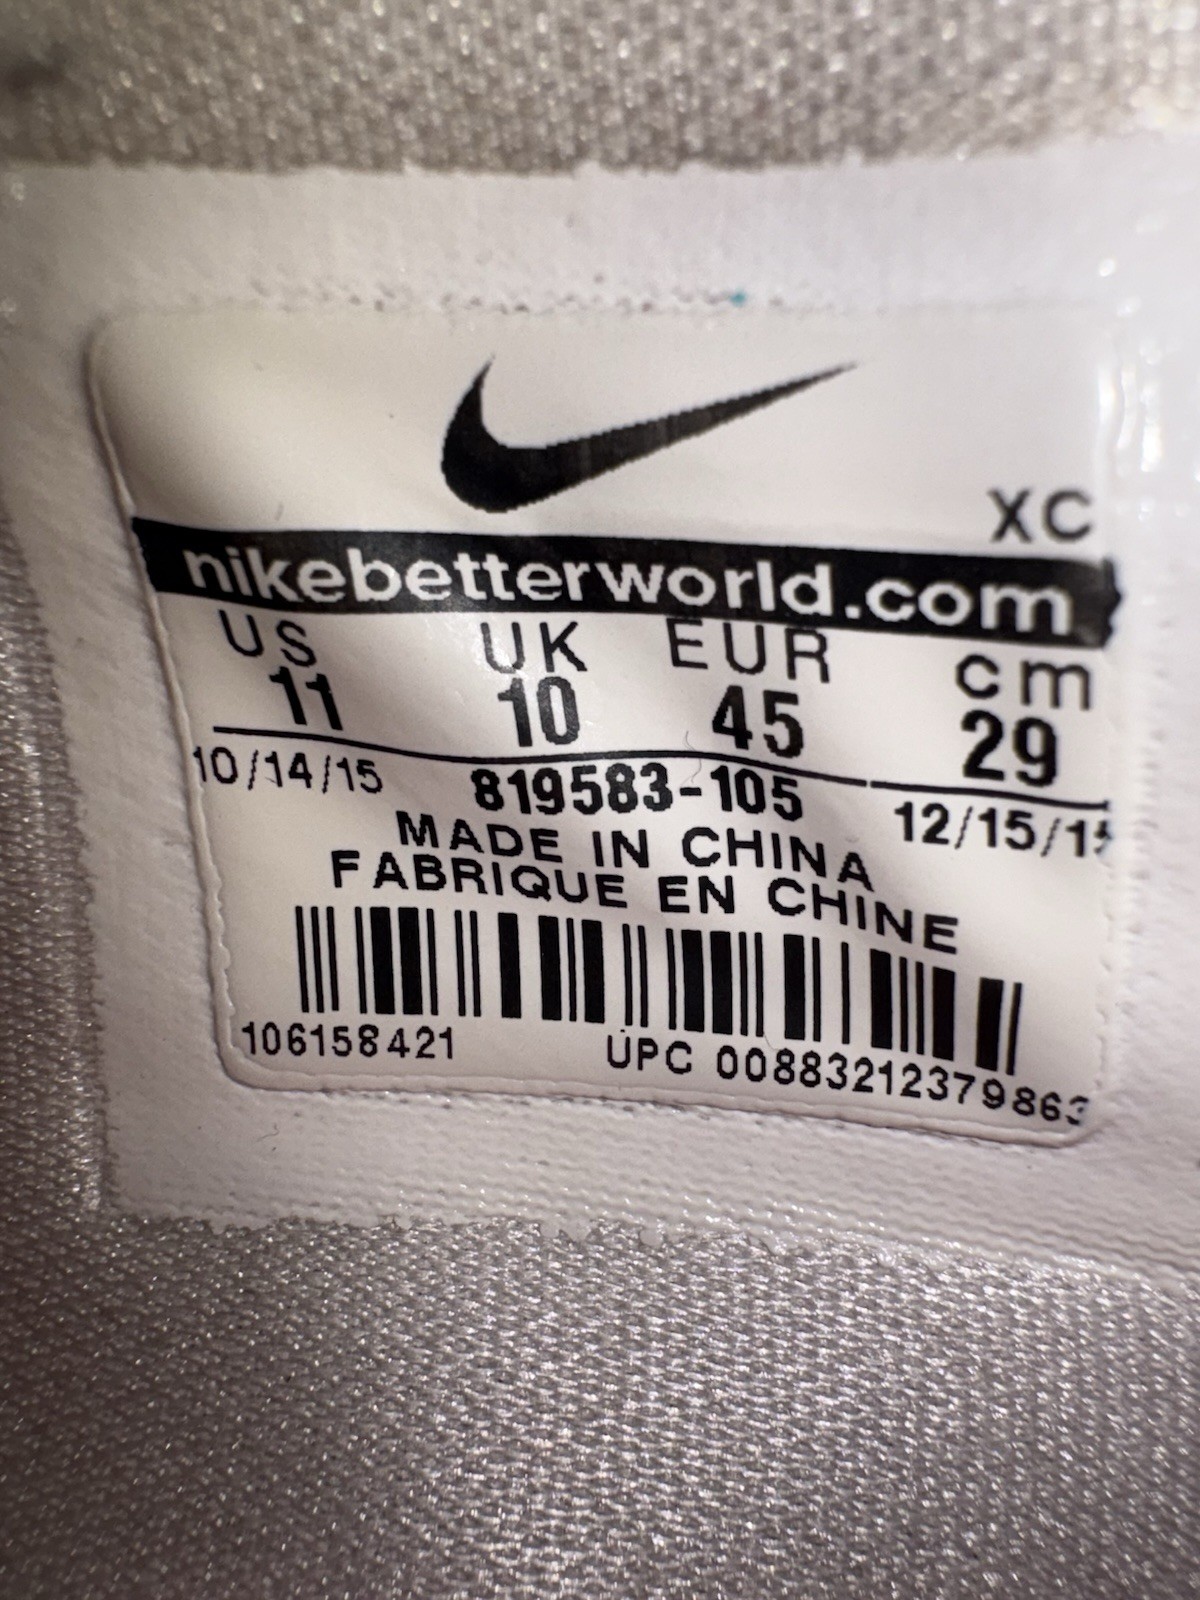 XC
nikebetterworld.com
US UK EUR cm
11 10 45 29
10/14/15 819583-105 12/15/15
MADE IN CHINA
FABRIQUE EN CHINE
106158421 UPC 00883212379863